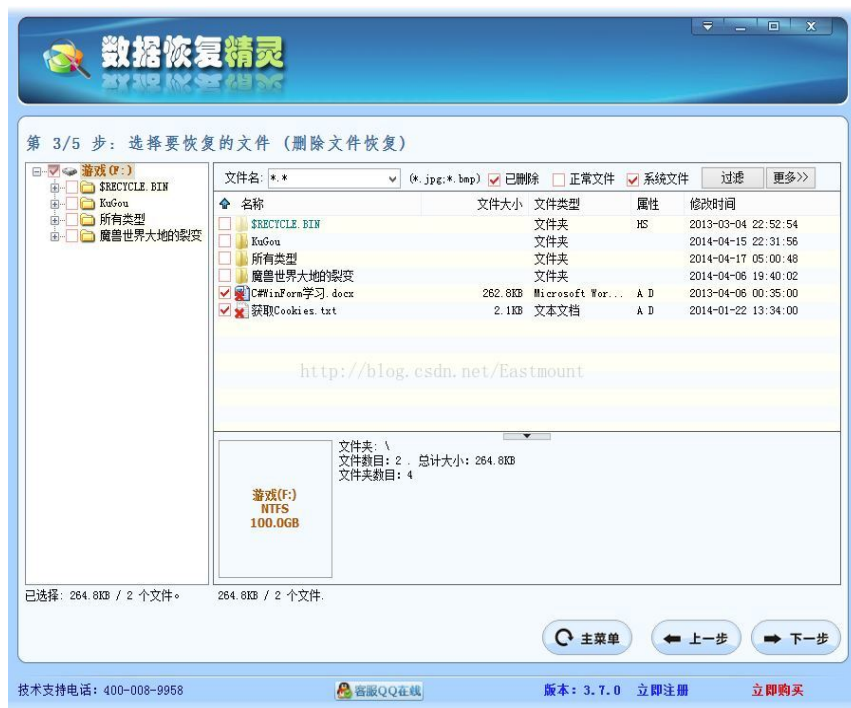 数据恢复精灵
第 3/5 步: 选择要恢复的文件 (删除文件恢复)
游戏(F:)
$RECYCLE.BIN
KuGou
所有类型
魔兽世界大地的裂变
文件名: *.* (*.jpg;*.bmp) 已删除 正常文件 系统文件 过滤 更多>>
名称 文件大小 文件类型 属性 修改时间
$RECYCLE.BIN 文件夹 HS 2013-03-04 22:52:54
KuGou 文件夹 2014-04-15 22:31:56
所有类型 文件夹 2014-04-17 05:00:48
魔兽世界大地的裂变 文件夹 2014-04-06 19:40:02
C#WinForm学习.docx 262.8KB Microsoft Wor... A D 2013-04-06 00:35:00
获取Cookies.txt 2.1KB 文本文档 A D 2014-01-22 13:34:00
http://blog.csdn.net/Eastmount
文件夹: \
文件数目: 2 . 总计大小: 264.8KB
文件夹数目: 4
游戏(F:)
NTFS
100.0GB
已选择: 264.8KB / 2 个文件。 264.8KB / 2 个文件.
主菜单 上一步 下一步
技术支持电话: 400-008-9958 客服QQ在线 版本: 3.7.0 立即注册 立即购买